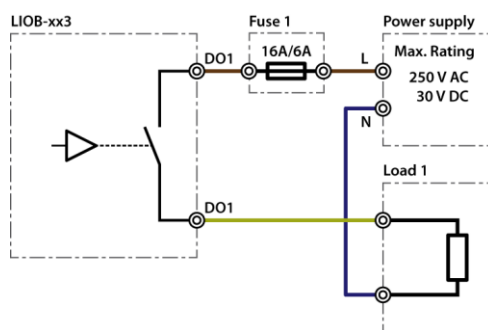 LIOB-xx3
Fuse 1
Power supply
DO1
16A/6A
L
Max. Rating
250 V AC
30 V DC
N
Load 1
DO1